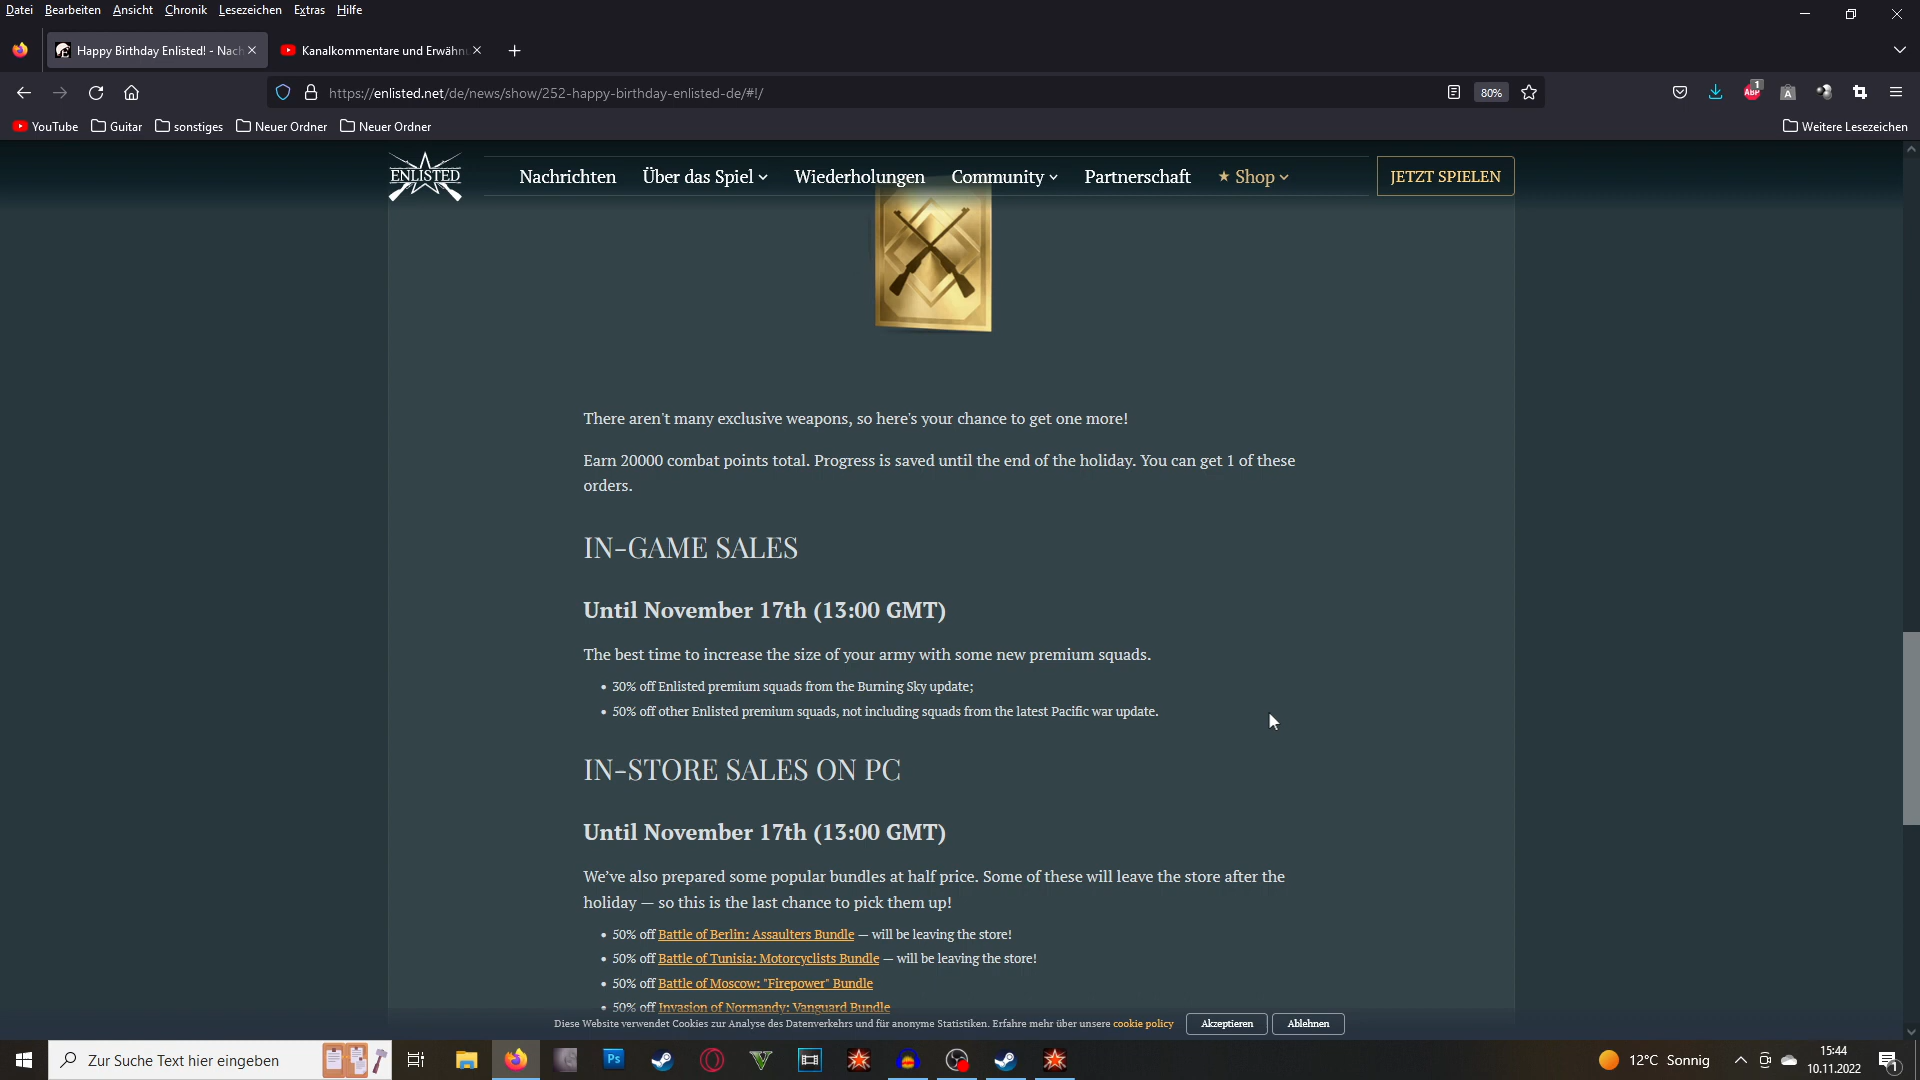 Datei Bearbeiten Ansicht Chronik Lesezeichen Extras Hilfe
Happy Birthday Enlisted! - Nach
Kanalkommentare und Erwähn
https://enlisted.net/de/news/show/252-happy-birthday-enlisted-de/#!/
80%
1
ABP
A
YouTube Guitar sonstiges Neuer Ordner Neuer Ordner Weitere Lesezeichen
ENLISTED
Nachrichten Über das Spiel Wiederholungen Community Partnerschaft Shop JETZT SPIELEN
There aren't many exclusive weapons, so here's your chance to get one more!
Earn 20000 combat points total. Progress is saved until the end of the holiday. You can get 1 of these
orders.
IN-GAME SALES
Until November 17th (13:00 GMT)
The best time to increase the size of your army with some new premium squads.
• 30% off Enlisted premium squads from the Burning Sky update;
• 50% off other Enlisted premium squads, not including squads from the latest Pacific war update.
IN-STORE SALES ON PC
Until November 17th (13:00 GMT)
We've also prepared some popular bundles at half price. Some of these will leave the store after the
holiday — so this is the last chance to pick them up!
• 50% off Battle of Berlin: Assaulters Bundle — will be leaving the store!
• 50% off Battle of Tunisia: Motorcyclists Bundle — will be leaving the store!
• 50% off Battle of Moscow: "Firepower" Bundle
• 50% off Invasion of Normandy: Vanguard Bundle
Diese Website verwendet Cookies zur Analyse des Datenverkehrs und für anonyme Statistiken. Erfahre mehr über unsere cookie policy Akzeptieren Ablehnen
Zur Suche Text hier eingeben
Ps
V
12°C Sonnig
15:44
10.11.2022
1